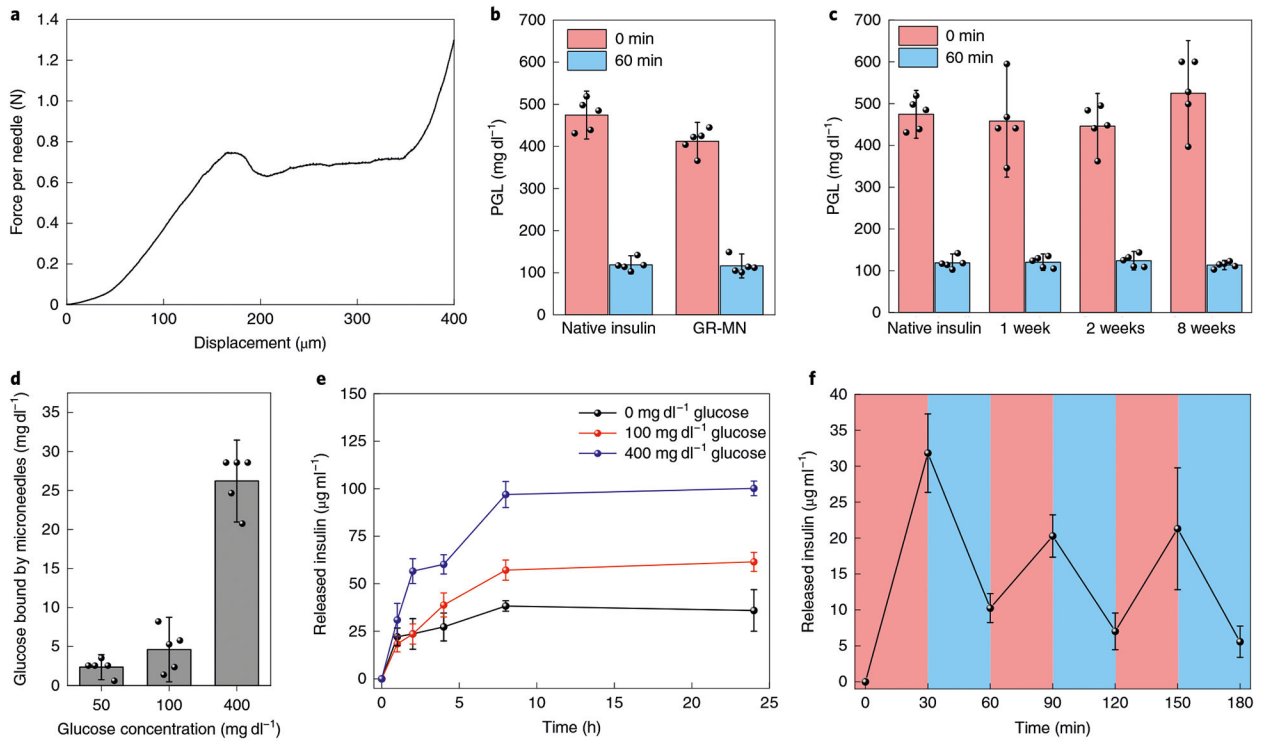 a
1.4
1.2
1.0
0.8
0.6
0.4
0.2
0
0 100 200 300 400
Force per needle (N)
Displacement (μm)
b
0 min
60 min
700
600
500
400
300
200
100
0
PGL (mg dl⁻¹)
Native insulin GR-MN
c
0 min
60 min
700
600
500
400
300
200
100
0
PGL (mg dl⁻¹)
Native insulin 1 week 2 weeks 8 weeks
d
35
30
25
20
15
10
5
0
Glucose bound by microneedles (mg dl⁻¹)
50 100 400
Glucose concentration (mg dl⁻¹)
e
0 mg dl⁻¹ glucose
100 mg dl⁻¹ glucose
400 mg dl⁻¹ glucose
150
125
100
75
50
25
0
Released insulin (μg ml⁻¹)
0 5 10 15 20 25
Time (h)
f
40
35
30
25
20
15
10
5
0
Released insulin (μg ml⁻¹)
0 30 60 90 120 150 180
Time (min)